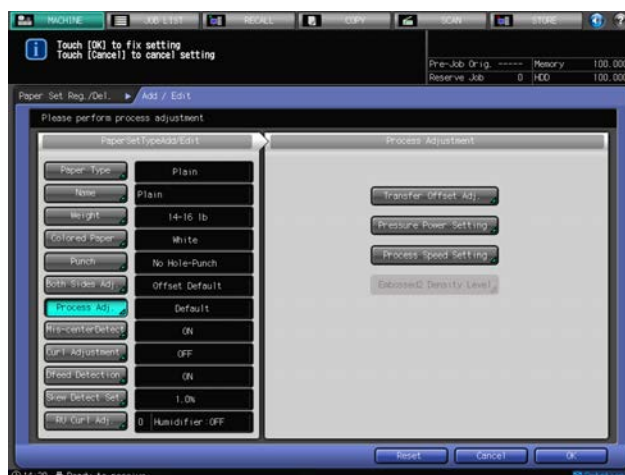 MACHINE
JOB LIST
RECALL
COPY
SCAN
STORE
Touch [OK] to fix setting
Touch [Cancel] to cancel setting
Pre-Job Orig. ----- Memory 100.00
Reserve Job 0 HDD 100.00
Paper Set Reg./Del. ▶ Add / Edit
Please perform process adjustment
PaperSetTypeAdd/Edit
Process Adjustment
Paper Type Plain
Name Plain
Weight 14-16 lb
Colored Paper White
Punch No Hole-Punch
Both Sides Adj. Offset Default
Process Adj. Default
Mis-centerDetect ON
Curl Adjustment OFF
Dfeed Detection ON
Skew Detect Set. 1.0%
RU Curl Adj. 0 Humidifier:OFF
Transfer Offset Adj.
Pressure Power Setting
Process Speed Setting
Embossed2 Density Level
Reset
Cancel
OK